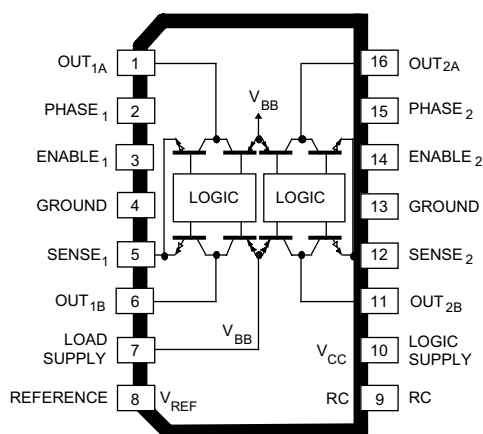 OUT1A 1 16 OUT2A
PHASE1 2 VBB 15 PHASE2
ENABLE1 3 14 ENABLE2
GROUND 4 LOGIC LOGIC 13 GROUND
SENSE1 5 12 SENSE2
OUT1B 6 11 OUT2B
LOAD SUPPLY 7 VBB VCC 10 LOGIC SUPPLY
REFERENCE 8 VREF RC 9 RC